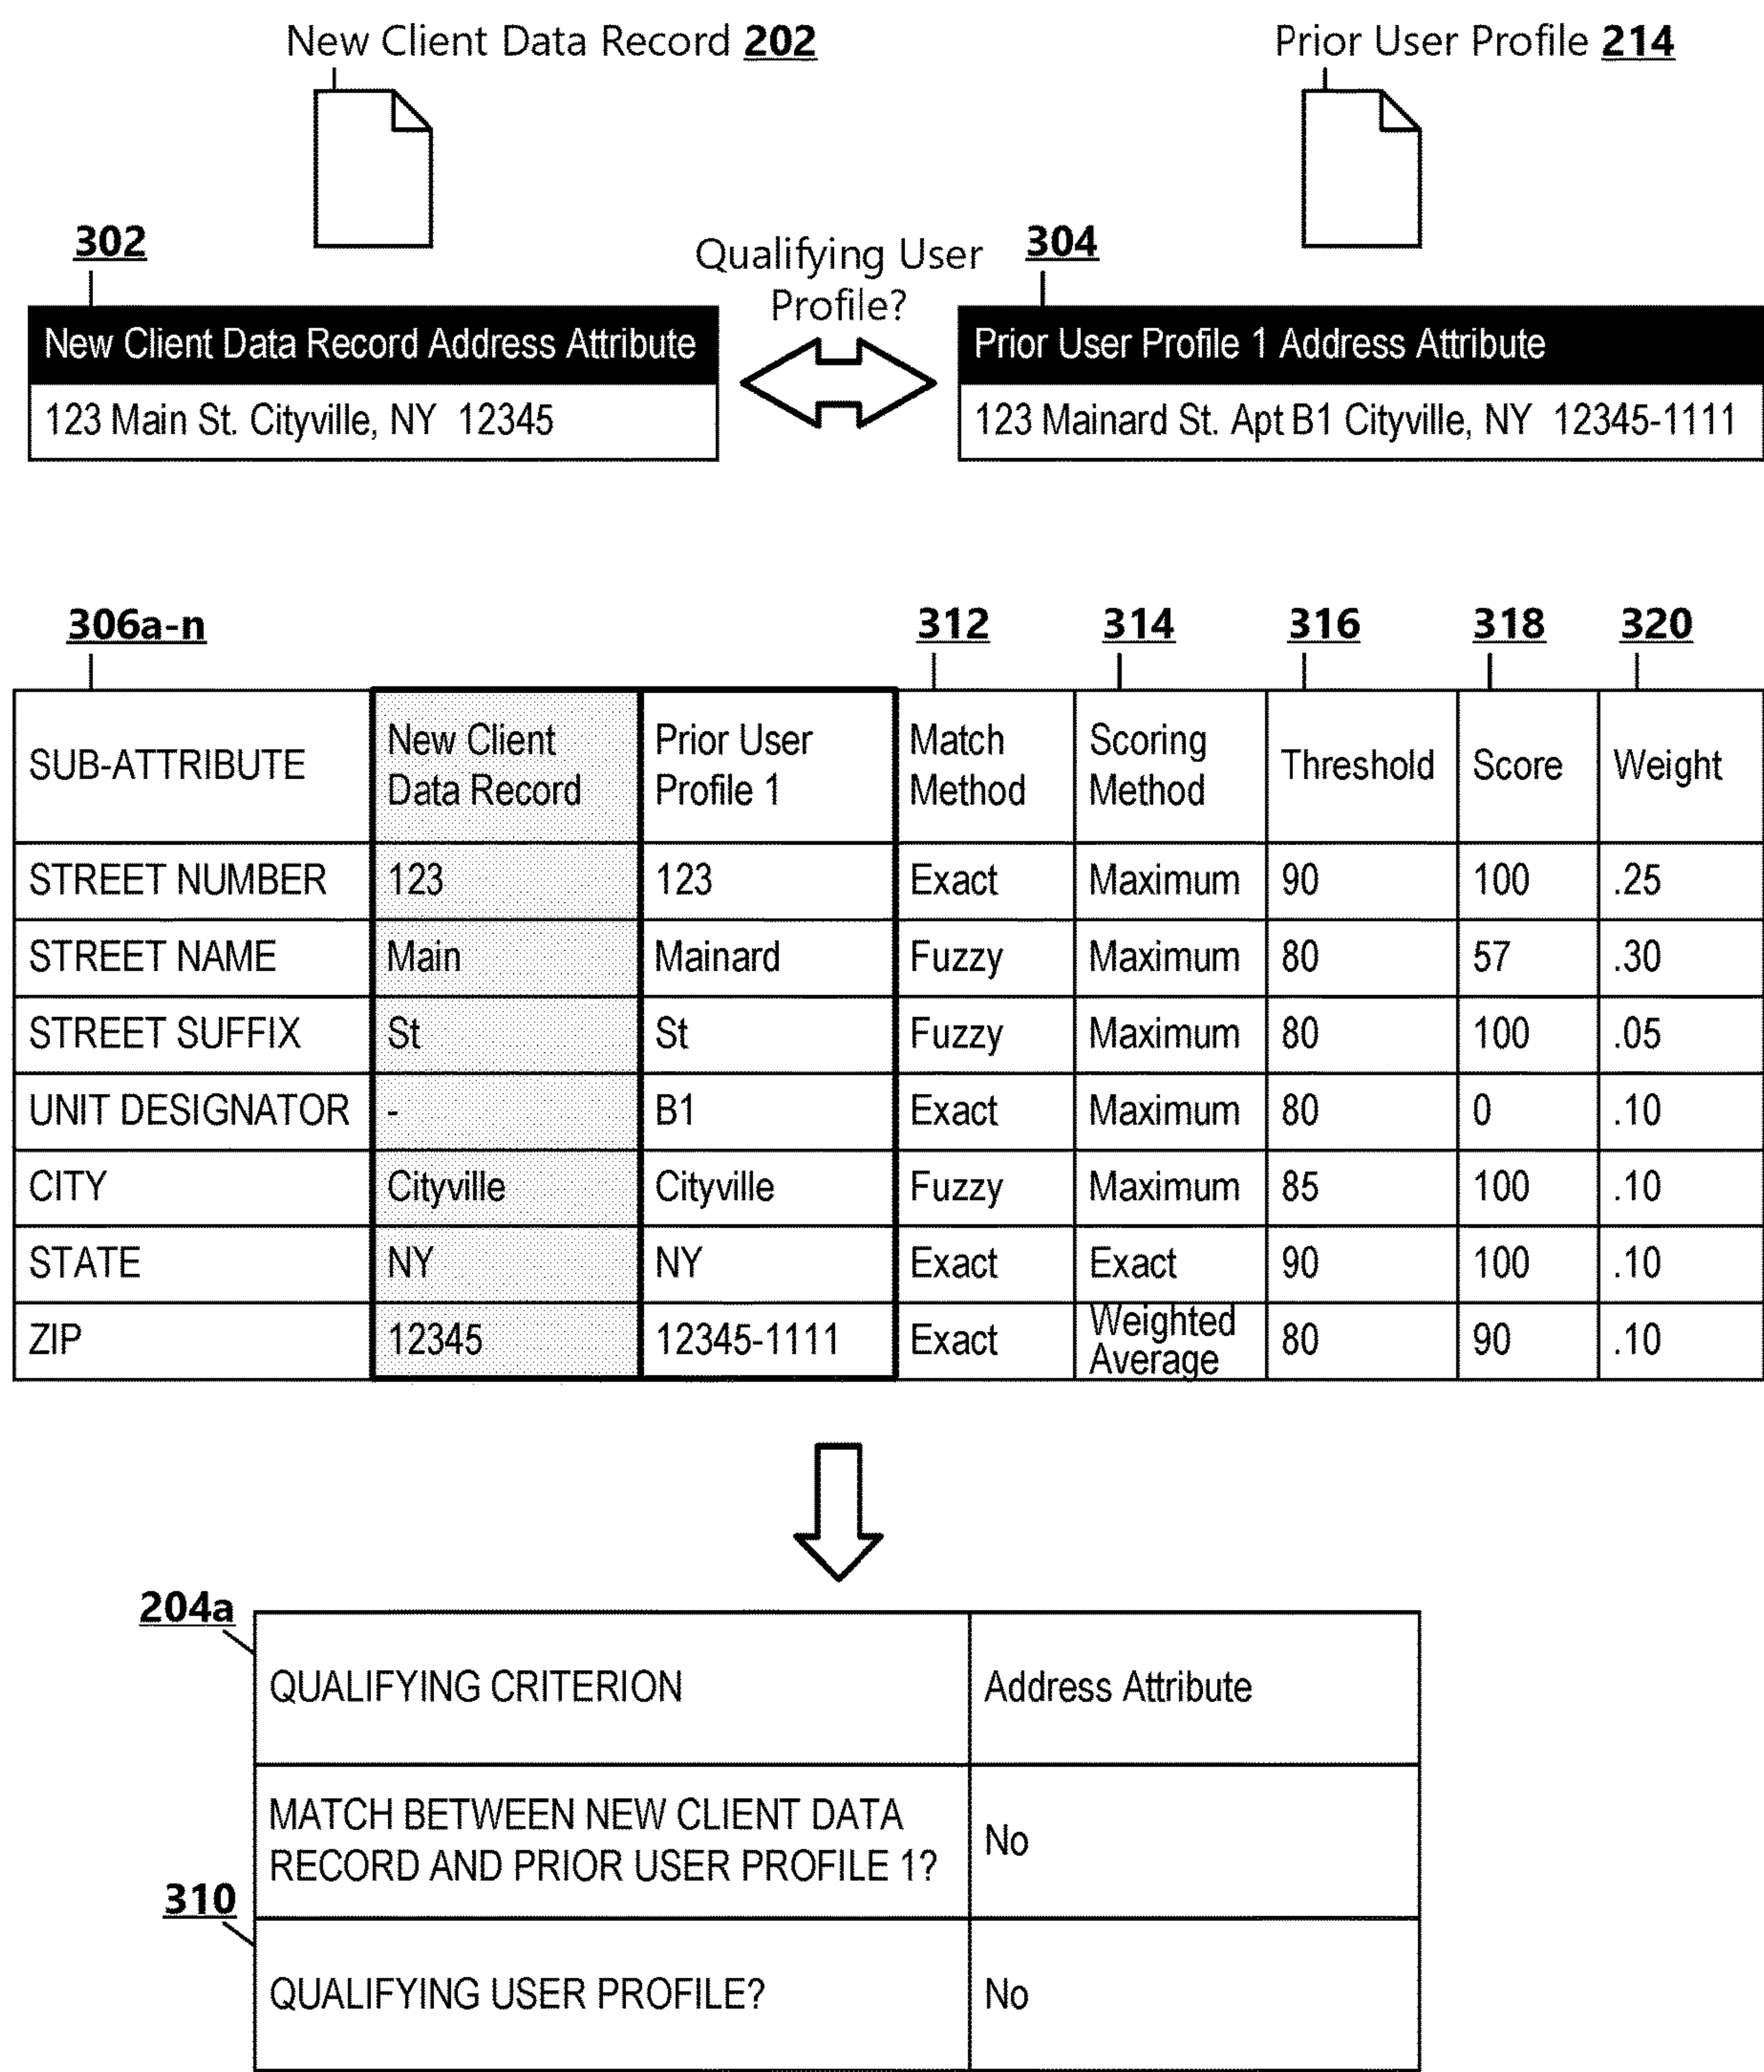 New Client Data Record 202
Prior User Profile 214
302
Qualifying User
Profile?
304
New Client Data Record Address Attribute
123 Main St. Cityville, NY 12345
Prior User Profile 1 Address Attribute
123 Mainard St. Apt B1 Cityville, NY 12345-1111
306a-n
312
314
316
318
320
SUB-ATTRIBUTE
New Client
Data Record
Prior User
Profile 1
Match
Method
Scoring
Method
Threshold
Score
Weight
STREET NUMBER 123 123 Exact Maximum 90 100 .25
STREET NAME Main Mainard Fuzzy Maximum 80 57 .30
STREET SUFFIX St St Fuzzy Maximum 80 100 .05
UNIT DESIGNATOR - B1 Exact Maximum 80 0 .10
CITY Cityville Cityville Fuzzy Maximum 85 100 .10
STATE NY NY Exact Exact 90 100 .10
ZIP 12345 12345-1111 Exact Weighted
Average 80 90 .10
204a
QUALIFYING CRITERION Address Attribute
MATCH BETWEEN NEW CLIENT DATA
RECORD AND PRIOR USER PROFILE 1? No
310
QUALIFYING USER PROFILE? No